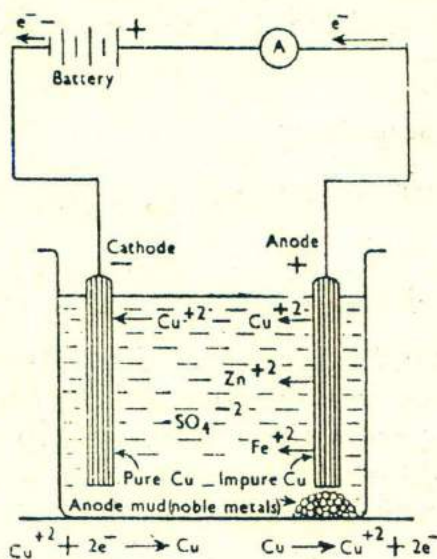 e⁻ − + A e⁻
Battery
Cathode Anode
− +
Cu⁺² Cu⁺²
Zn⁺²
SO₄⁻²
Fe⁺²
Pure Cu Impure Cu
Anode mud(noble metals)
Cu⁺² + 2e⁻ → Cu Cu → Cu⁺² + 2e⁻